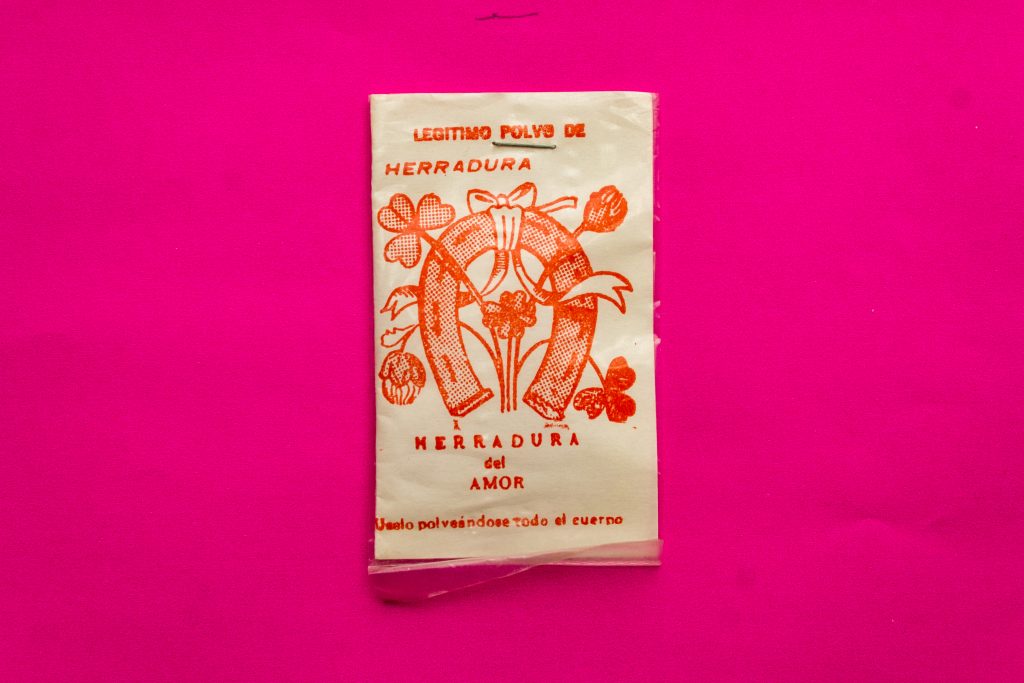 LEGITIMO POLVO DE
HERRADURA
HERRADURA
del
AMOR
Uselo polveándose todo el cuerpo